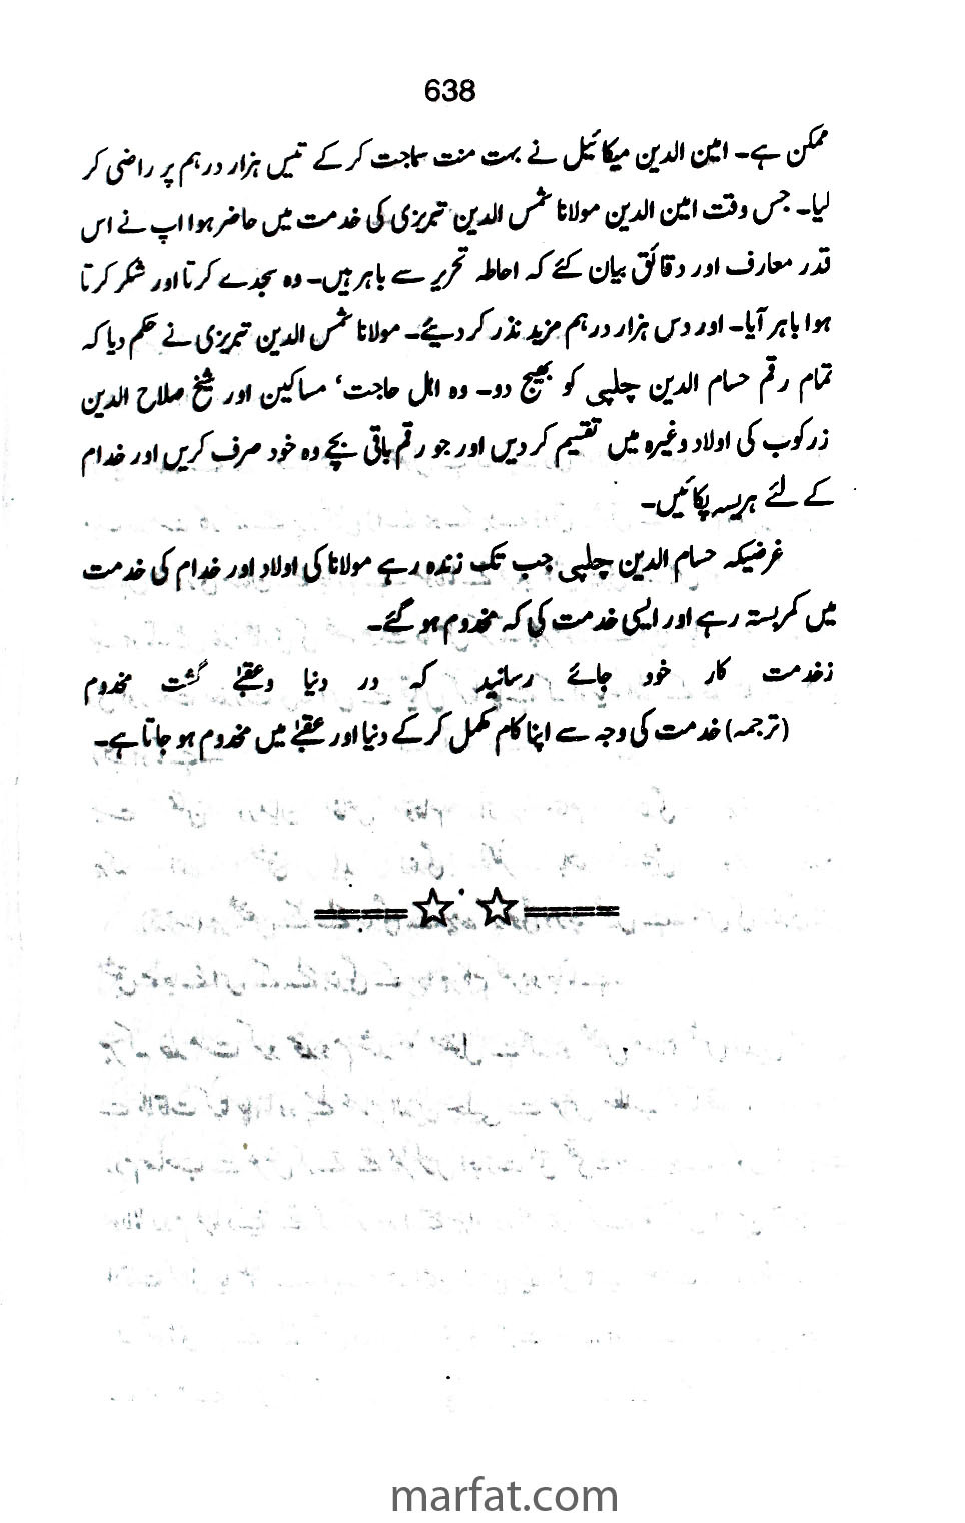 638
ممکن ہے۔ امین الدین میکائیل نے بہت منت سماجت کر کے تیس ہزار درہم پر راضی کر
لیا۔ جس وقت امین الدین مولانا شمس الدین تبریزی کی خدمت میں حاضر ہوا اپ نے اس
قدر معارف اور دقائق بیان کئے کہ احاطہ تحریر سے باہر ہیں۔ وہ سجدے کرتا اور شکر کرتا
ہوا باہر آیا۔ اور دس ہزار درہم مزید نذر کر دیئے۔ مولانا شمس الدین تبریزی نے حکم دیا کہ
تمام رقم حسام الدین چلپی کو بھیج دو۔ وہ اہل حاجت‘ مساکین اور شیخ صلاح الدین
زرکوب کی اولاد وغیرہ میں تقسیم کر دیں اور جو رقم باقی بچے وہ خود صرف کریں اور خدام
کے لئے ہریسہ پکائیں۔
غرضیکہ حسام الدین چلپی جب تک زندہ رہے مولانا کی اولاد اور خدام کی خدمت
میں کمربستہ رہے اور ایسی خدمت کی کہ مخدوم ہو گئے۔
زخدمت کار خود جائے رسانید کہ در دنیا وعقبےٰ گشت مخدوم
(ترجمہ) خدمت کی وجہ سے اپنا کام مکمل کر کے دنیا اور عقبےٰ میں مخدوم ہو جاتا ہے۔
====☆☆====
marfat.com